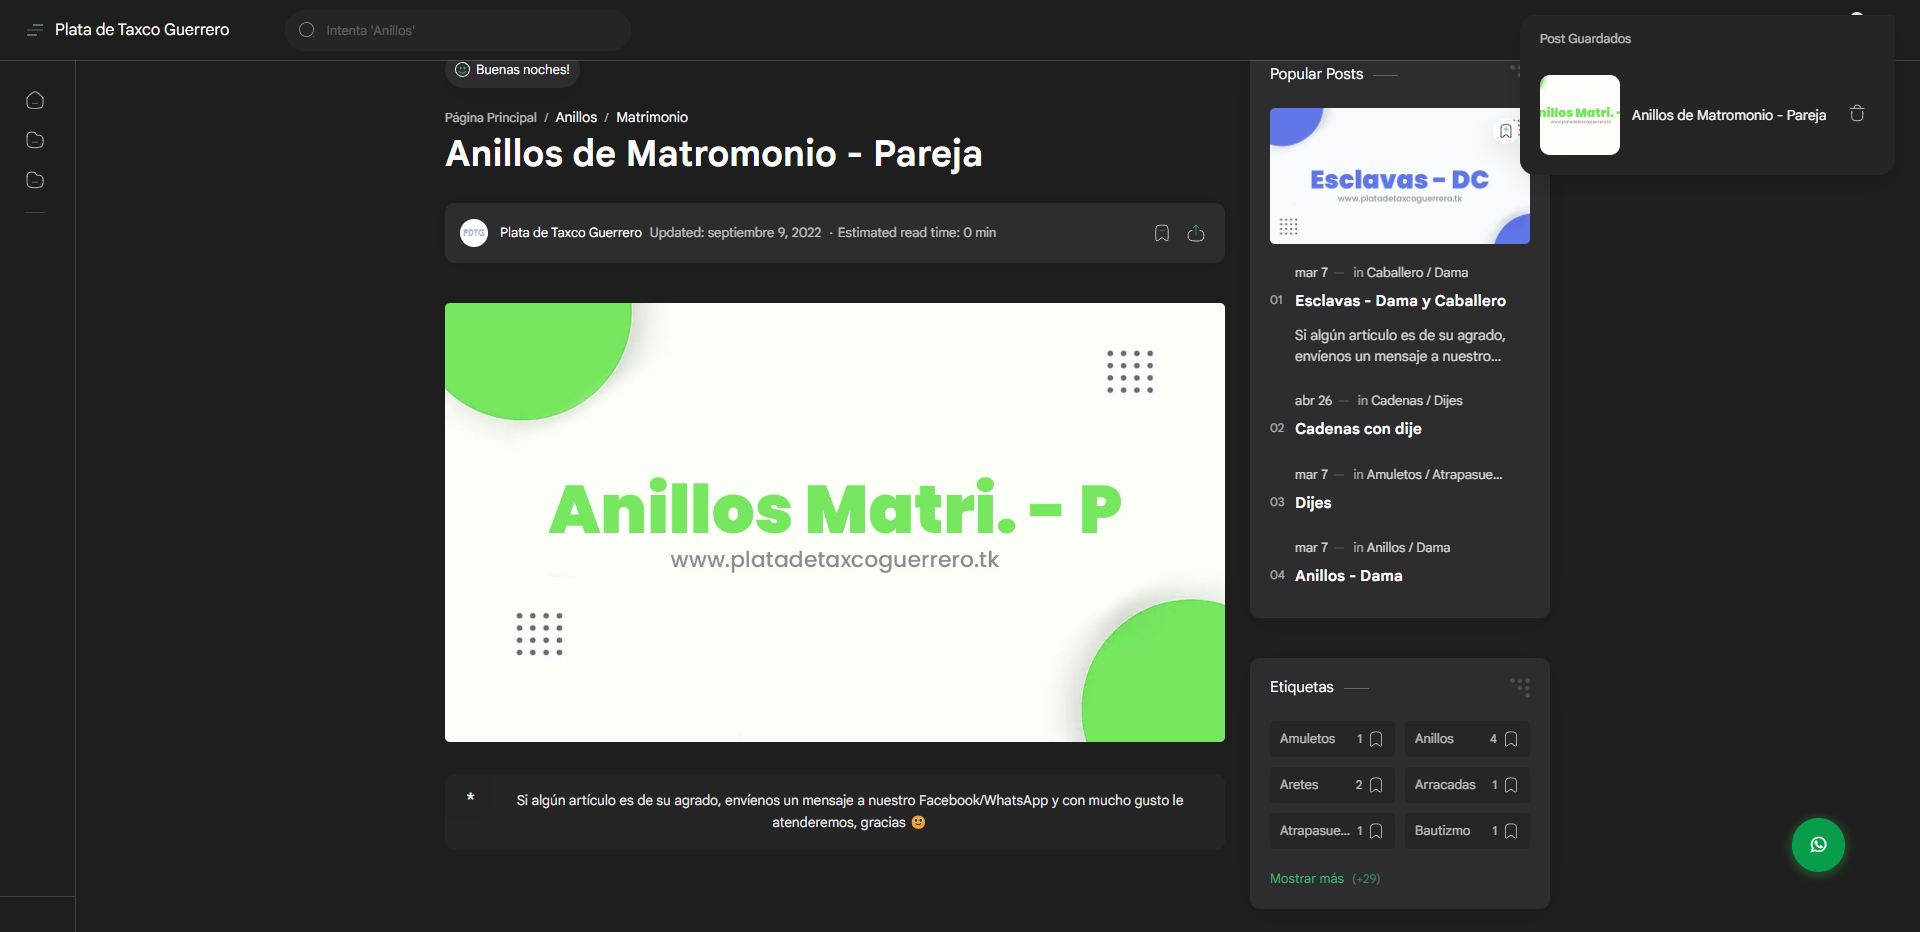 Plata de Taxco Guerrero
Intenta 'Anillos'
Post Guardados
Anillos Matri. -
www.platadetaxcoguerrero.tk
Anillos de Matromonio - Pareja
Buenas noches!
Página Principal / Anillos / Matrimonio
Anillos de Matromonio - Pareja
PDTG
Plata de Taxco Guerrero Updated: septiembre 9, 2022 · Estimated read time: 0 min
Anillos Matri. - P
www.platadetaxcoguerrero.tk
* Si algún artículo es de su agrado, envíenos un mensaje a nuestro Facebook/WhatsApp y con mucho gusto le
atenderemos, gracias 🙂
Popular Posts
Esclavas - DC
www.platadetaxcoguerrero.tk
mar 7 — in Caballero / Dama
01 Esclavas - Dama y Caballero
Si algún artículo es de su agrado,
envíenos un mensaje a nuestro...
abr 26 — in Cadenas / Dijes
02 Cadenas con dije
mar 7 — in Amuletos / Atrapasue...
03 Dijes
mar 7 — in Anillos / Dama
04 Anillos - Dama
Etiquetas
Amuletos 1
Anillos 4
Aretes 2
Arracadas 1
Atrapasue... 1
Bautizmo 1
Mostrar más (+29)